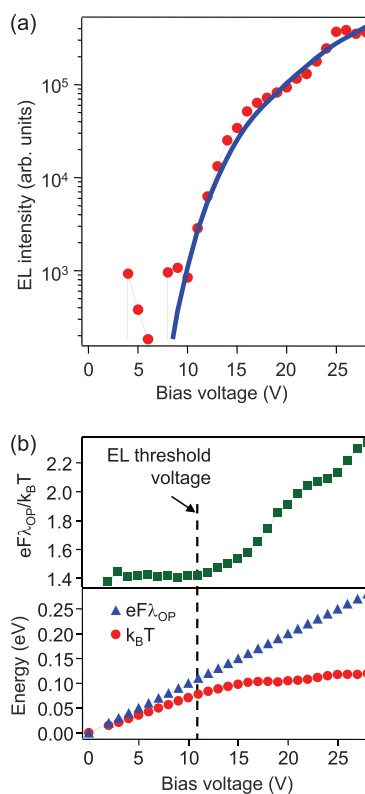 (a)
EL intensity (arb. units)
10^5
10^4
10^3
0 5 10 15 20 25
Bias voltage (V)
(b)
EL threshold
voltage
eFλ_OP/k_BT
2.2
2.0
1.8
1.6
1.4
eFλ_OP
k_BT
Energy (eV)
0.25
0.20
0.15
0.10
0.05
0.00
0 5 10 15 20 25
Bias voltage (V)